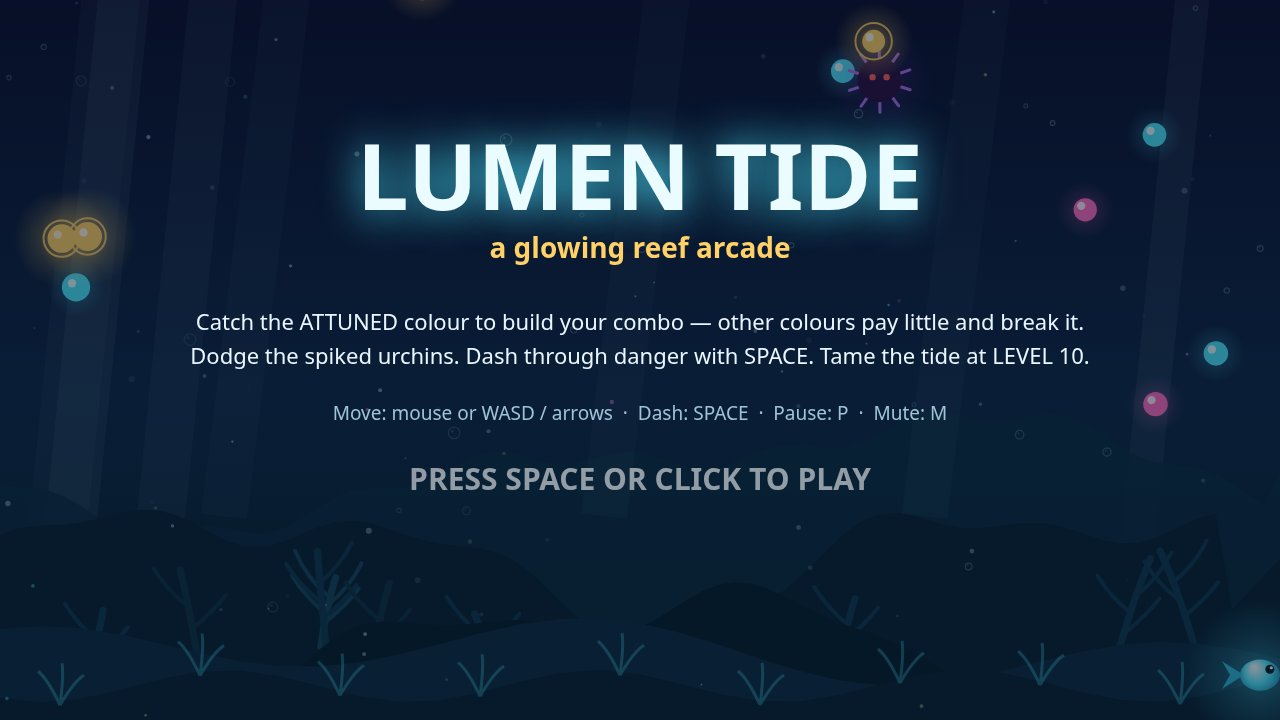 LUMEN TIDE
a glowing reef arcade
Catch the ATTUNED colour to build your combo — other colours pay little and break it.
Dodge the spiked urchins. Dash through danger with SPACE. Tame the tide at LEVEL 10.
Move: mouse or WASD / arrows · Dash: SPACE · Pause: P · Mute: M
PRESS SPACE OR CLICK TO PLAY